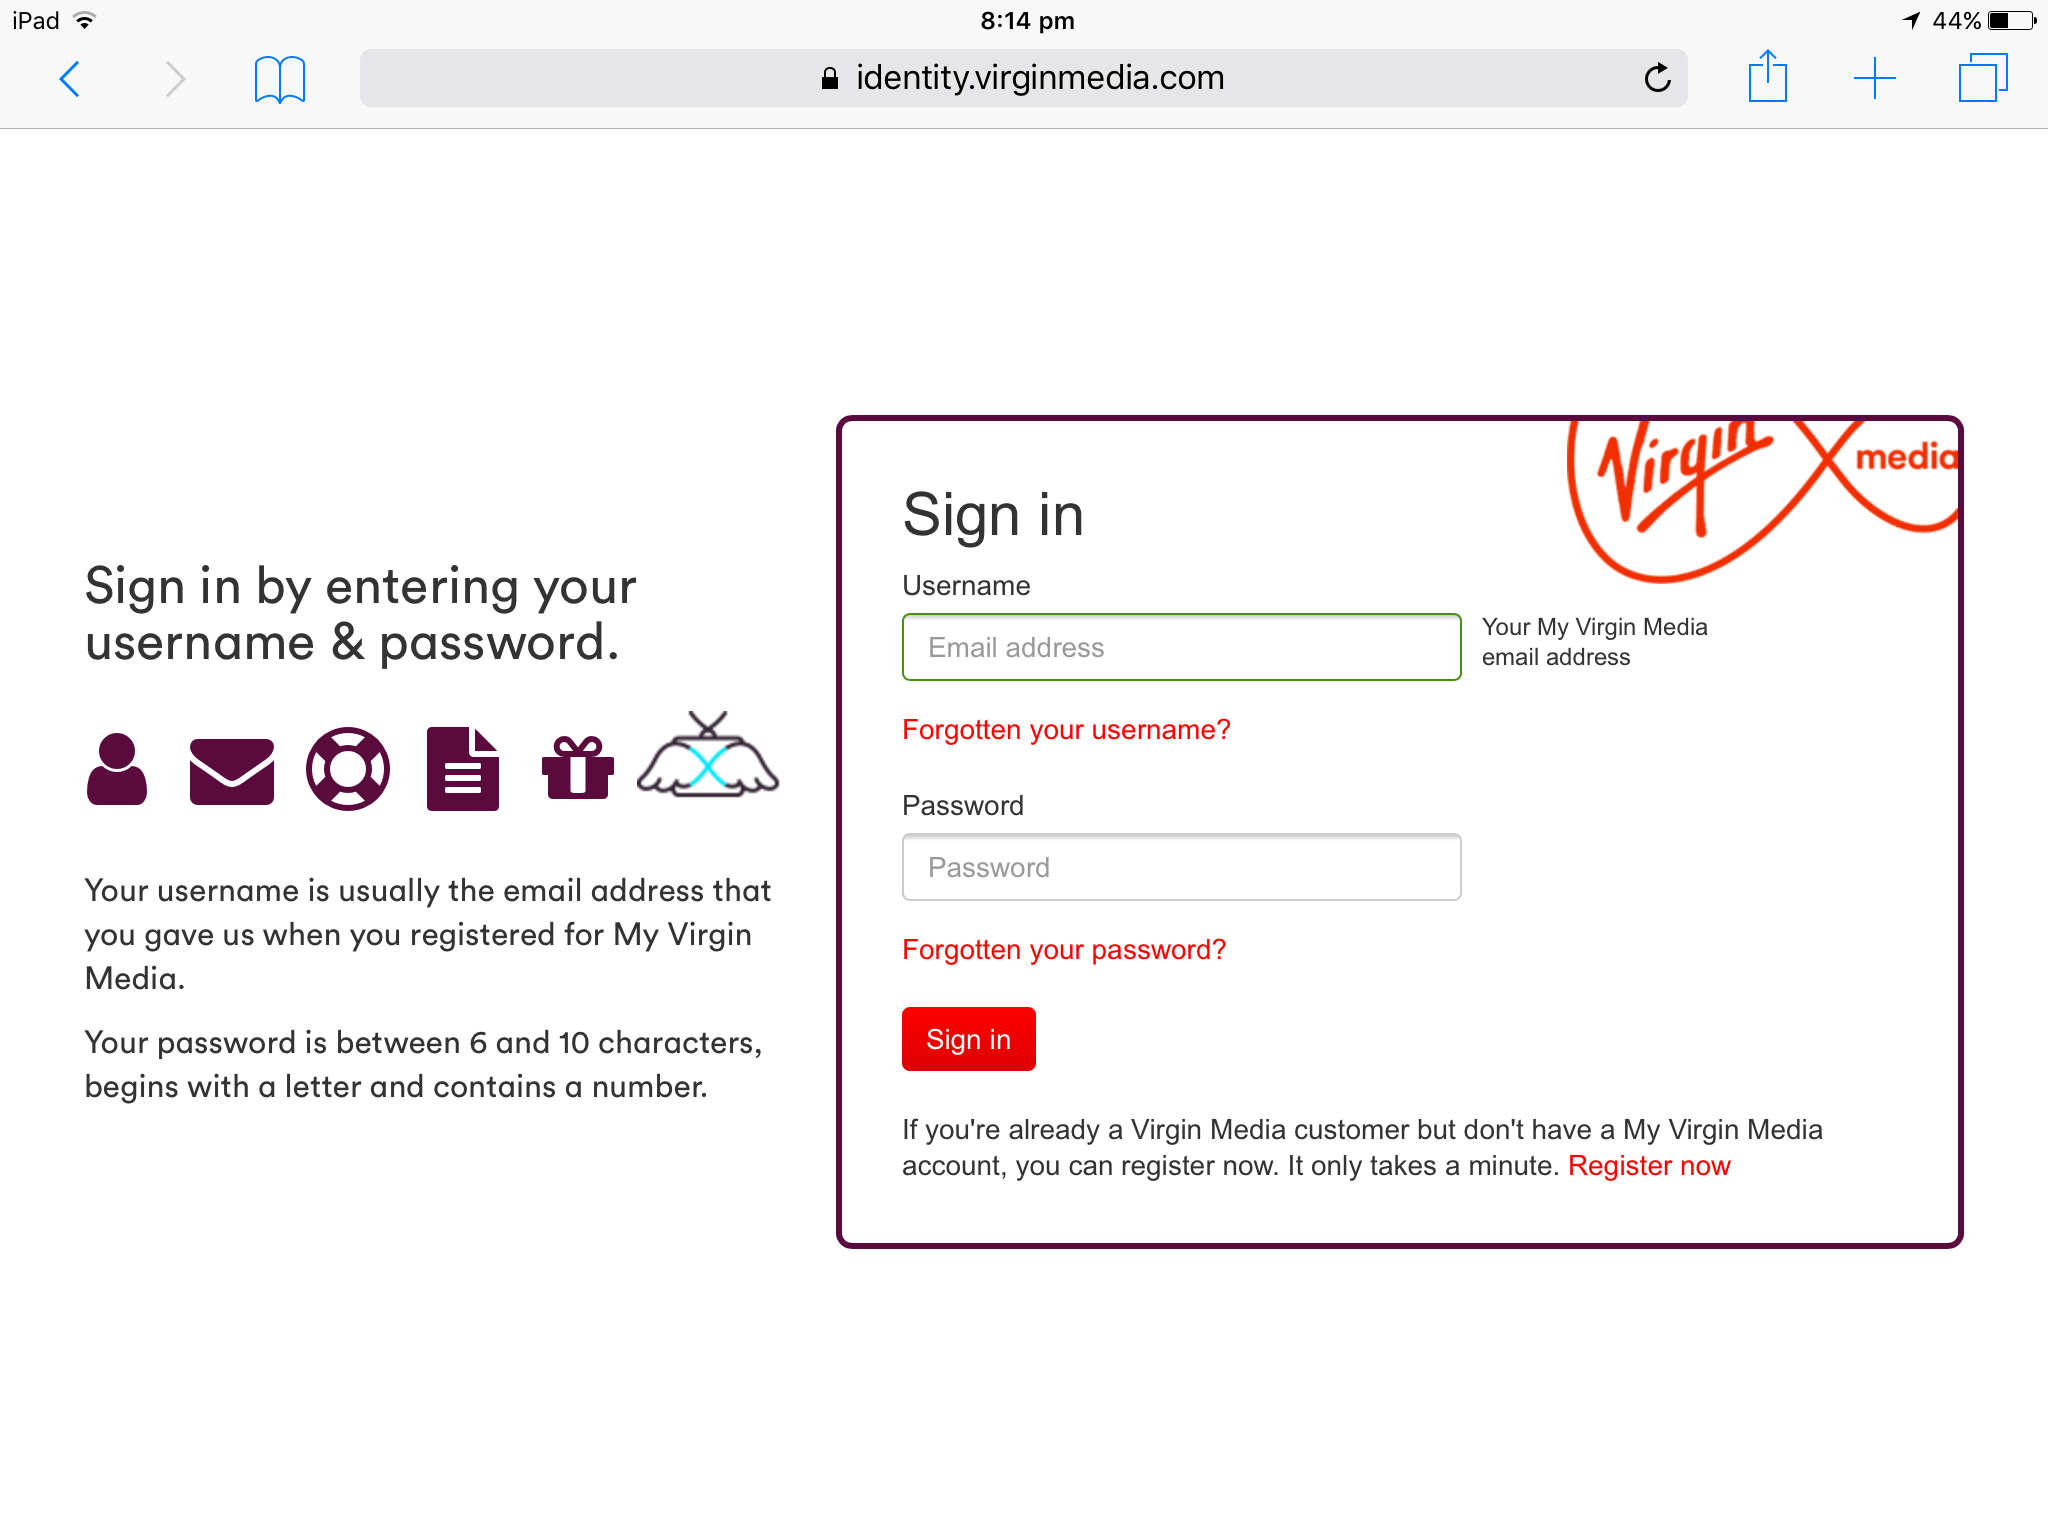 iPad
8:14 pm
44%
identity.virginmedia.com
Sign in by entering your
username & password.
Your username is usually the email address that
you gave us when you registered for My Virgin
Media.
Your password is between 6 and 10 characters,
begins with a letter and contains a number.
Virgin media
Sign in
Username
Email address
Your My Virgin Media
email address
Forgotten your username?
Password
Password
Forgotten your password?
Sign in
If you're already a Virgin Media customer but don't have a My Virgin Media
account, you can register now. It only takes a minute. Register now